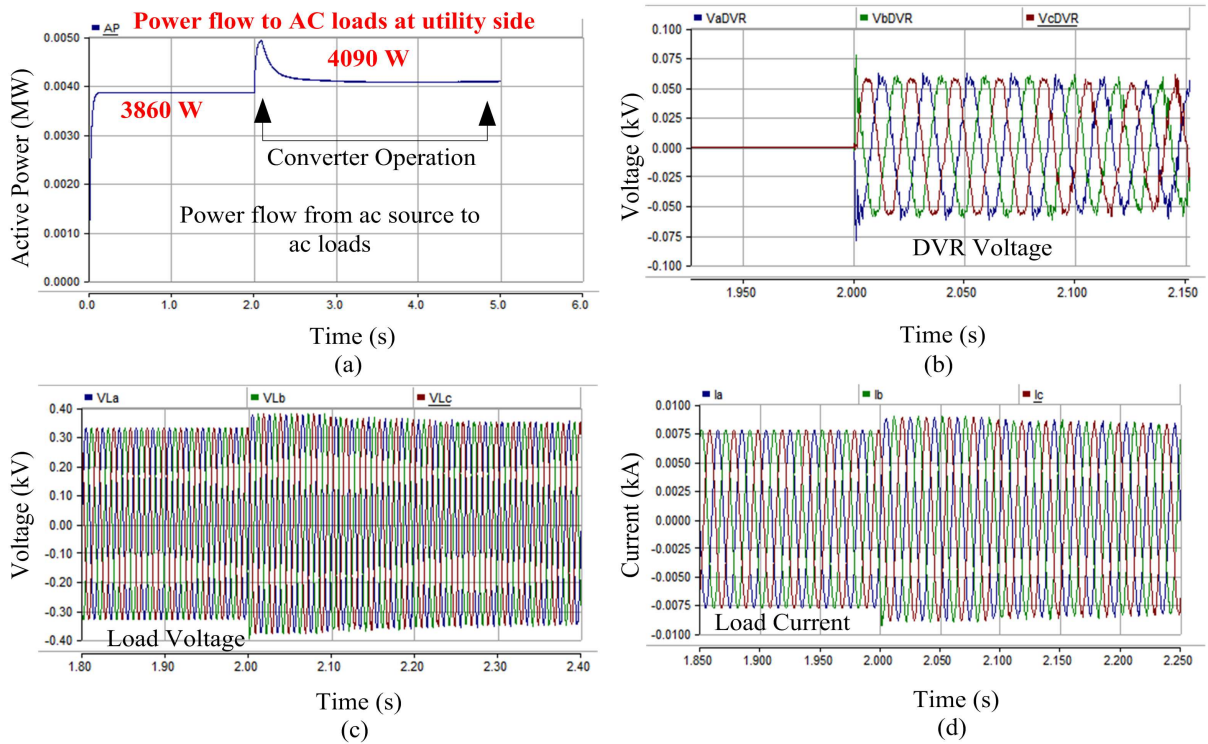 Power flow to AC loads at utility side
AP
0.0050
0.0040
0.0030
0.0020
0.0010
0.0000
Active Power (MW)
4090 W
3860 W
Converter Operation
Power flow from ac source to
ac loads
0.0 1.0 2.0 3.0 4.0 5.0 6.0
Time (s)
(a)
VaDVR VbDVR VcDVR
0.100
0.075
0.050
0.025
0.000
-0.025
-0.050
-0.075
-0.100
Voltage (kV)
DVR Voltage
1.950 2.000 2.050 2.100 2.150
Time (s)
(b)
VLa VLb VLc
0.40
0.30
0.20
0.10
0.00
-0.10
-0.20
-0.30
-0.40
Voltage (kV)
Load Voltage
1.80 1.90 2.00 2.10 2.20 2.30 2.40
Time (s)
(c)
Ia Ib Ic
0.0100
0.0075
0.0050
0.0025
0.0000
-0.0025
-0.0050
-0.0075
-0.0100
Current (kA)
Load Current
1.850 1.900 1.950 2.000 2.050 2.100 2.150 2.200 2.250
Time (s)
(d)